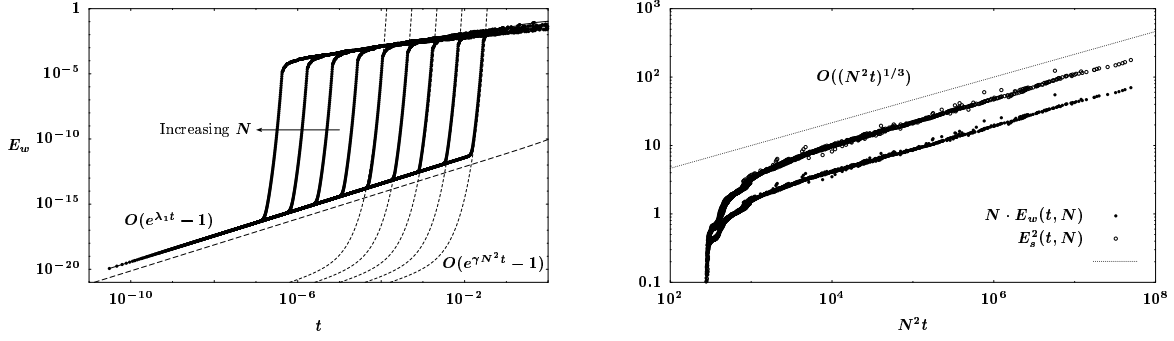 1
10^-5
10^-10
10^-15
10^-20
E_w
Increasing N
O(e^{λ_1 t} − 1)
O(e^{γN^2 t} − 1)
10^-10
10^-6
10^-2
t
10^3
10^2
10
1
0.1
O((N^2 t)^{1/3})
N · E_w(t, N)
E_s^2(t, N)
10^2
10^4
10^6
10^8
N^2 t